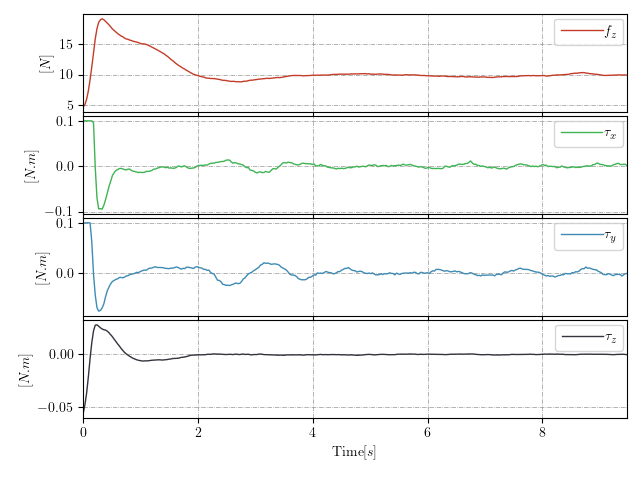 15
10
5
[N]
f_z
0.1
0.0
−0.1
[N.m]
τ_x
0.1
0.0
[N.m]
τ_y
0.00
−0.05
[N.m]
τ_z
0 2 4 6 8
Time[s]